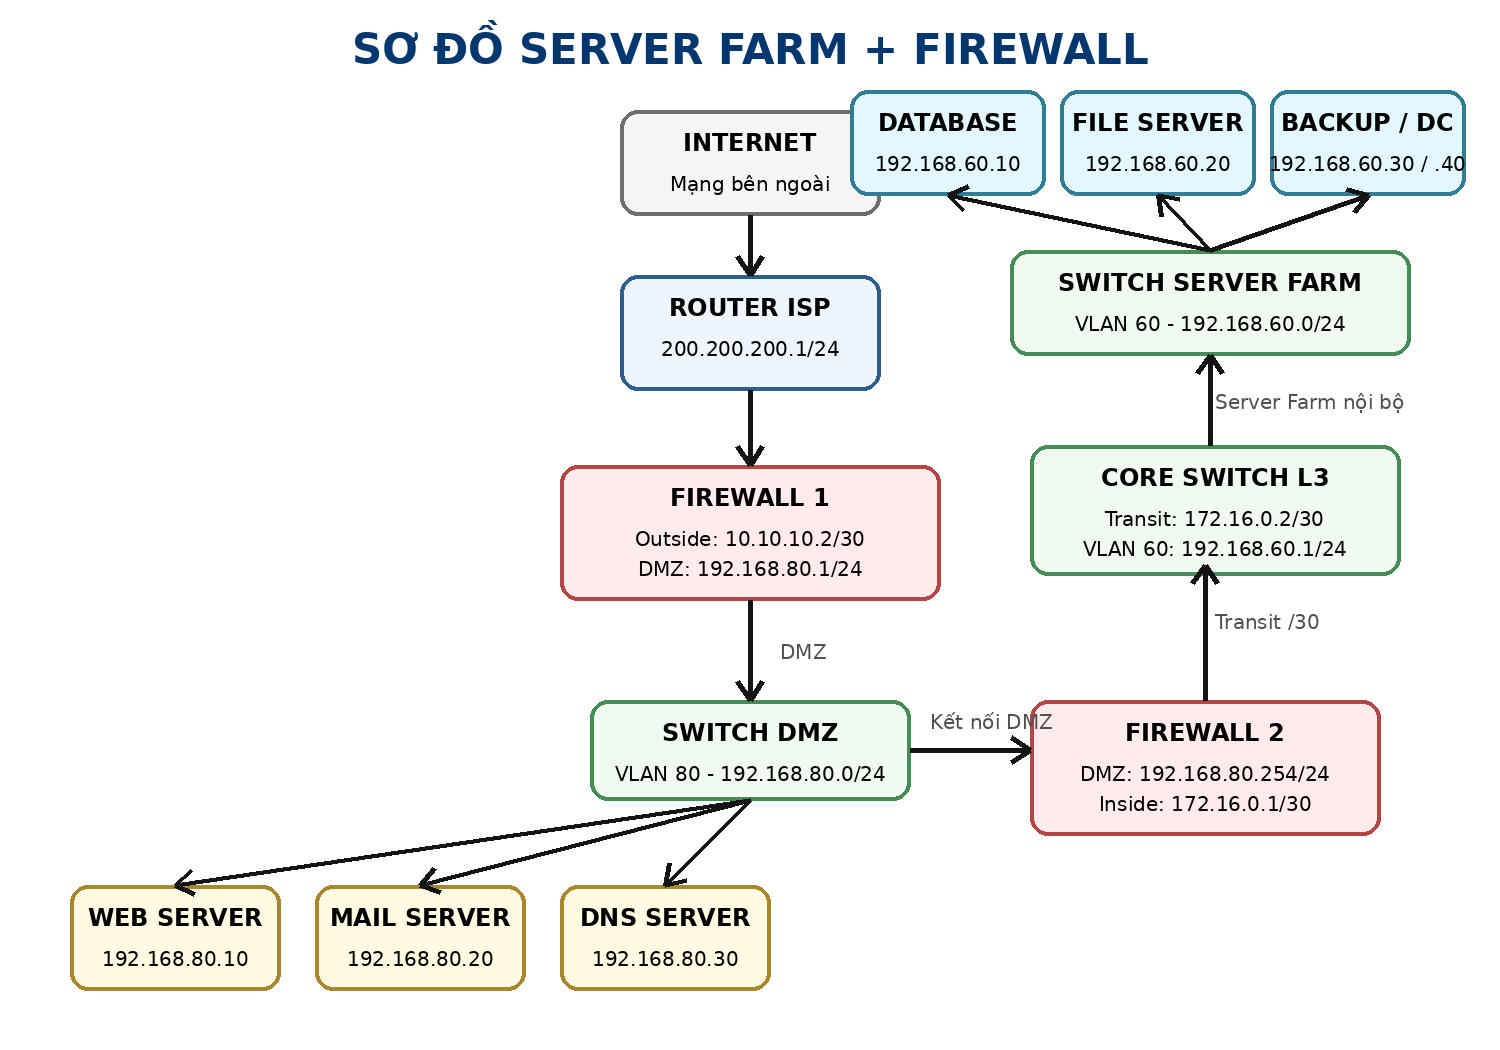 SƠ ĐỒ SERVER FARM + FIREWALL
INTERNET
Mạng bên ngoài
DATABASE
192.168.60.10
FILE SERVER
192.168.60.20
BACKUP / DC
192.168.60.30 / .40
ROUTER ISP
200.200.200.1/24
SWITCH SERVER FARM
VLAN 60 - 192.168.60.0/24
Server Farm nội bộ
FIREWALL 1
Outside: 10.10.10.2/30
DMZ: 192.168.80.1/24
CORE SWITCH L3
Transit: 172.16.0.2/30
VLAN 60: 192.168.60.1/24
DMZ
Transit /30
SWITCH DMZ
VLAN 80 - 192.168.80.0/24
Kết nối DMZ
FIREWALL 2
DMZ: 192.168.80.254/24
Inside: 172.16.0.1/30
WEB SERVER
192.168.80.10
MAIL SERVER
192.168.80.20
DNS SERVER
192.168.80.30